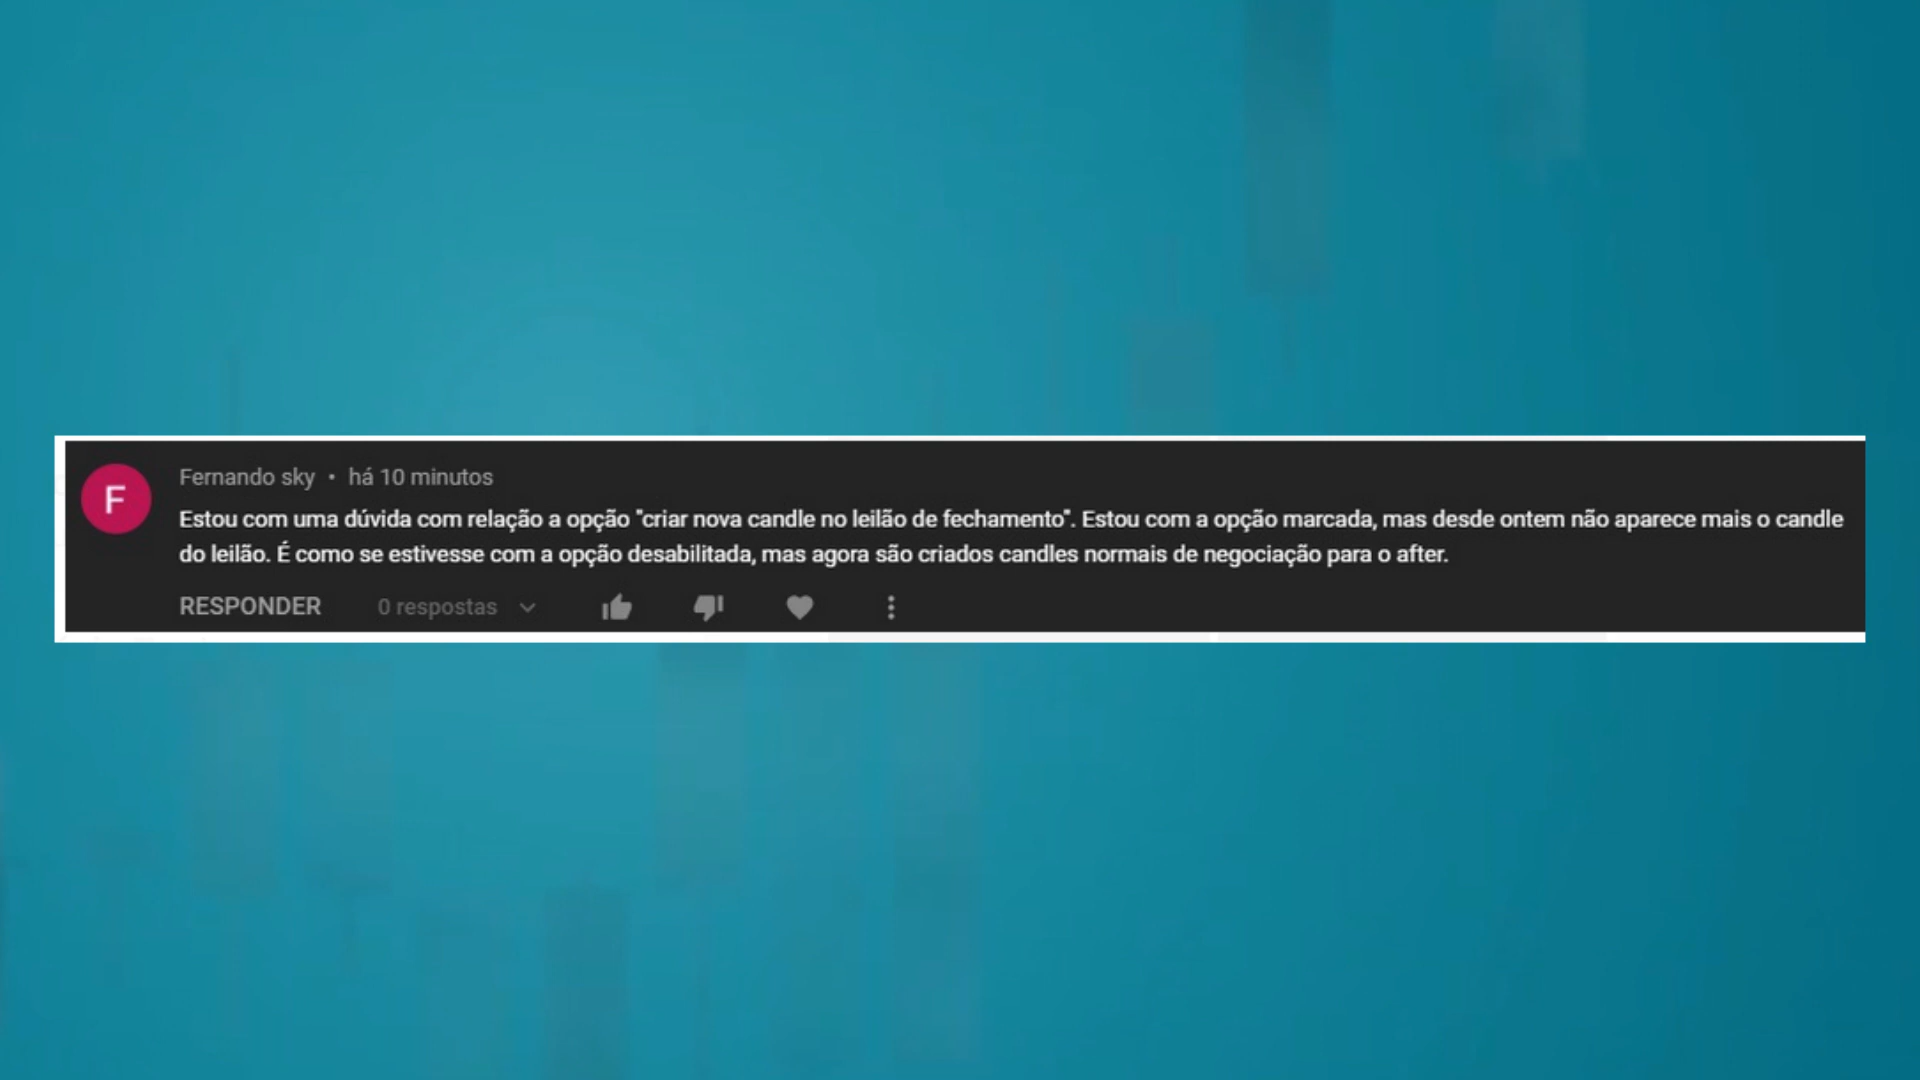 F
Fernando sky • há 10 minutos
Estou com uma dúvida com relação a opção "criar nova candle no leilão de fechamento". Estou com a opção marcada, mas desde ontem não aparece mais o candle
do leilão. É como se estivesse com a opção desabilitada, mas agora são criados candles normais de negociação para o after.
RESPONDER 0 respostas